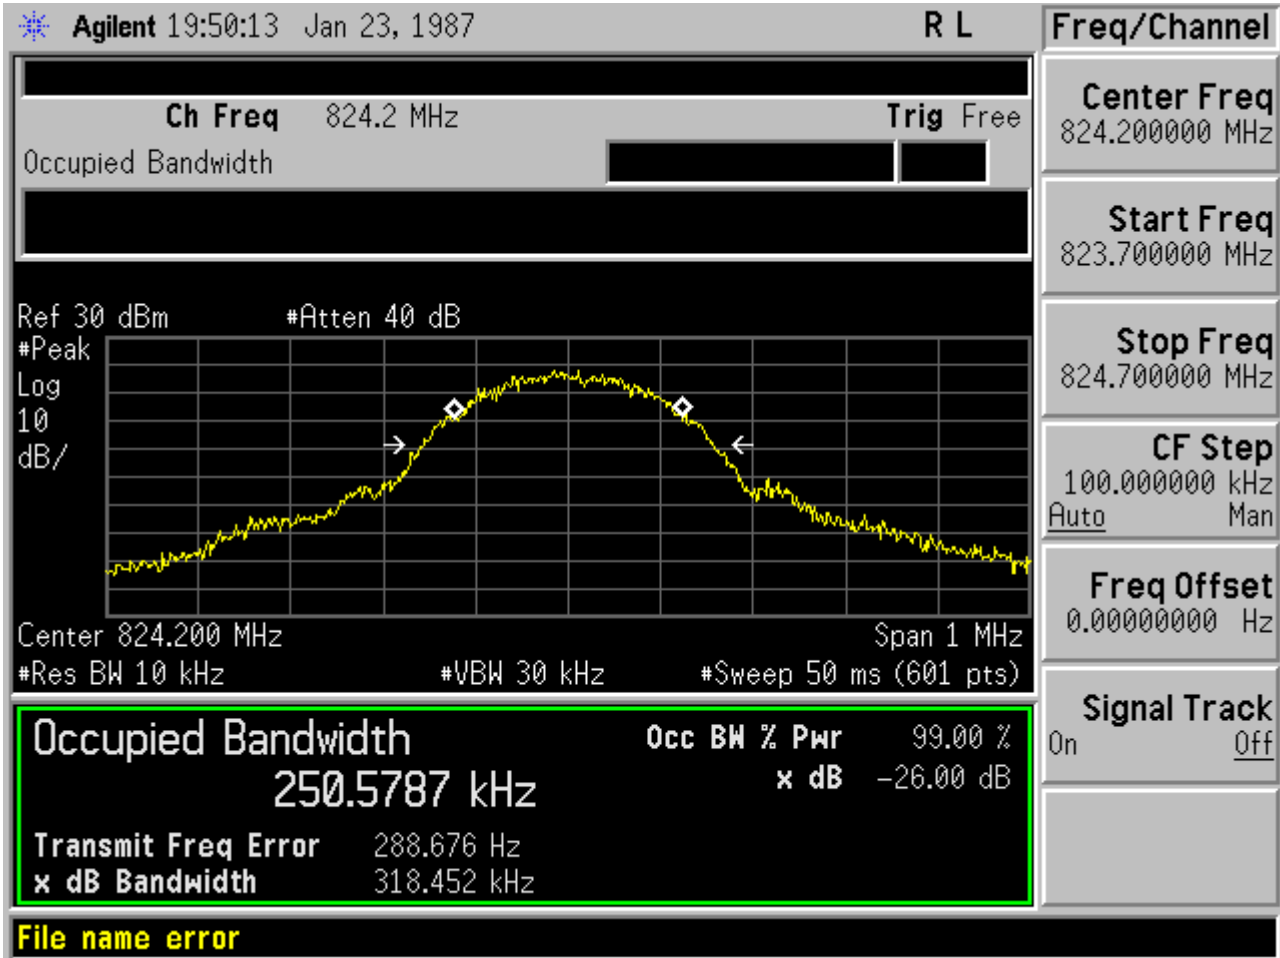 Agilent 19:50:13 Jan 23, 1987 R L
Freq/Channel
Ch Freq 824.2 MHz Trig Free
Occupied Bandwidth
Center Freq
824.200000 MHz
Start Freq
823.700000 MHz
Stop Freq
824.700000 MHz
CF Step
100.000000 kHz
Auto Man
Freq Offset
0.00000000 Hz
Signal Track
On Off
Ref 30 dBm #Atten 40 dB
#Peak
Log
10
dB/
Center 824.200 MHz Span 1 MHz
#Res BW 10 kHz #VBW 30 kHz #Sweep 50 ms (601 pts)
Occupied Bandwidth Occ BW % Pwr 99.00 %
250.5787 kHz x dB -26.00 dB
Transmit Freq Error 288.676 Hz
x dB Bandwidth 318.452 kHz
File name error